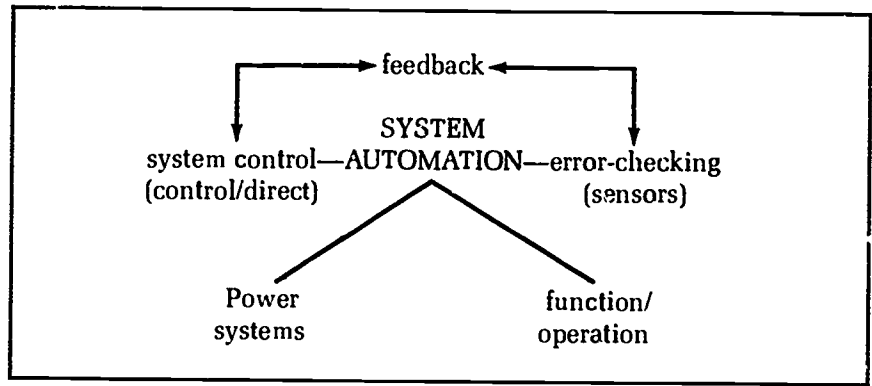 feedback
SYSTEM
system control—AUTOMATION—error-checking
(control/direct) (sensors)
Power function/
systems operation